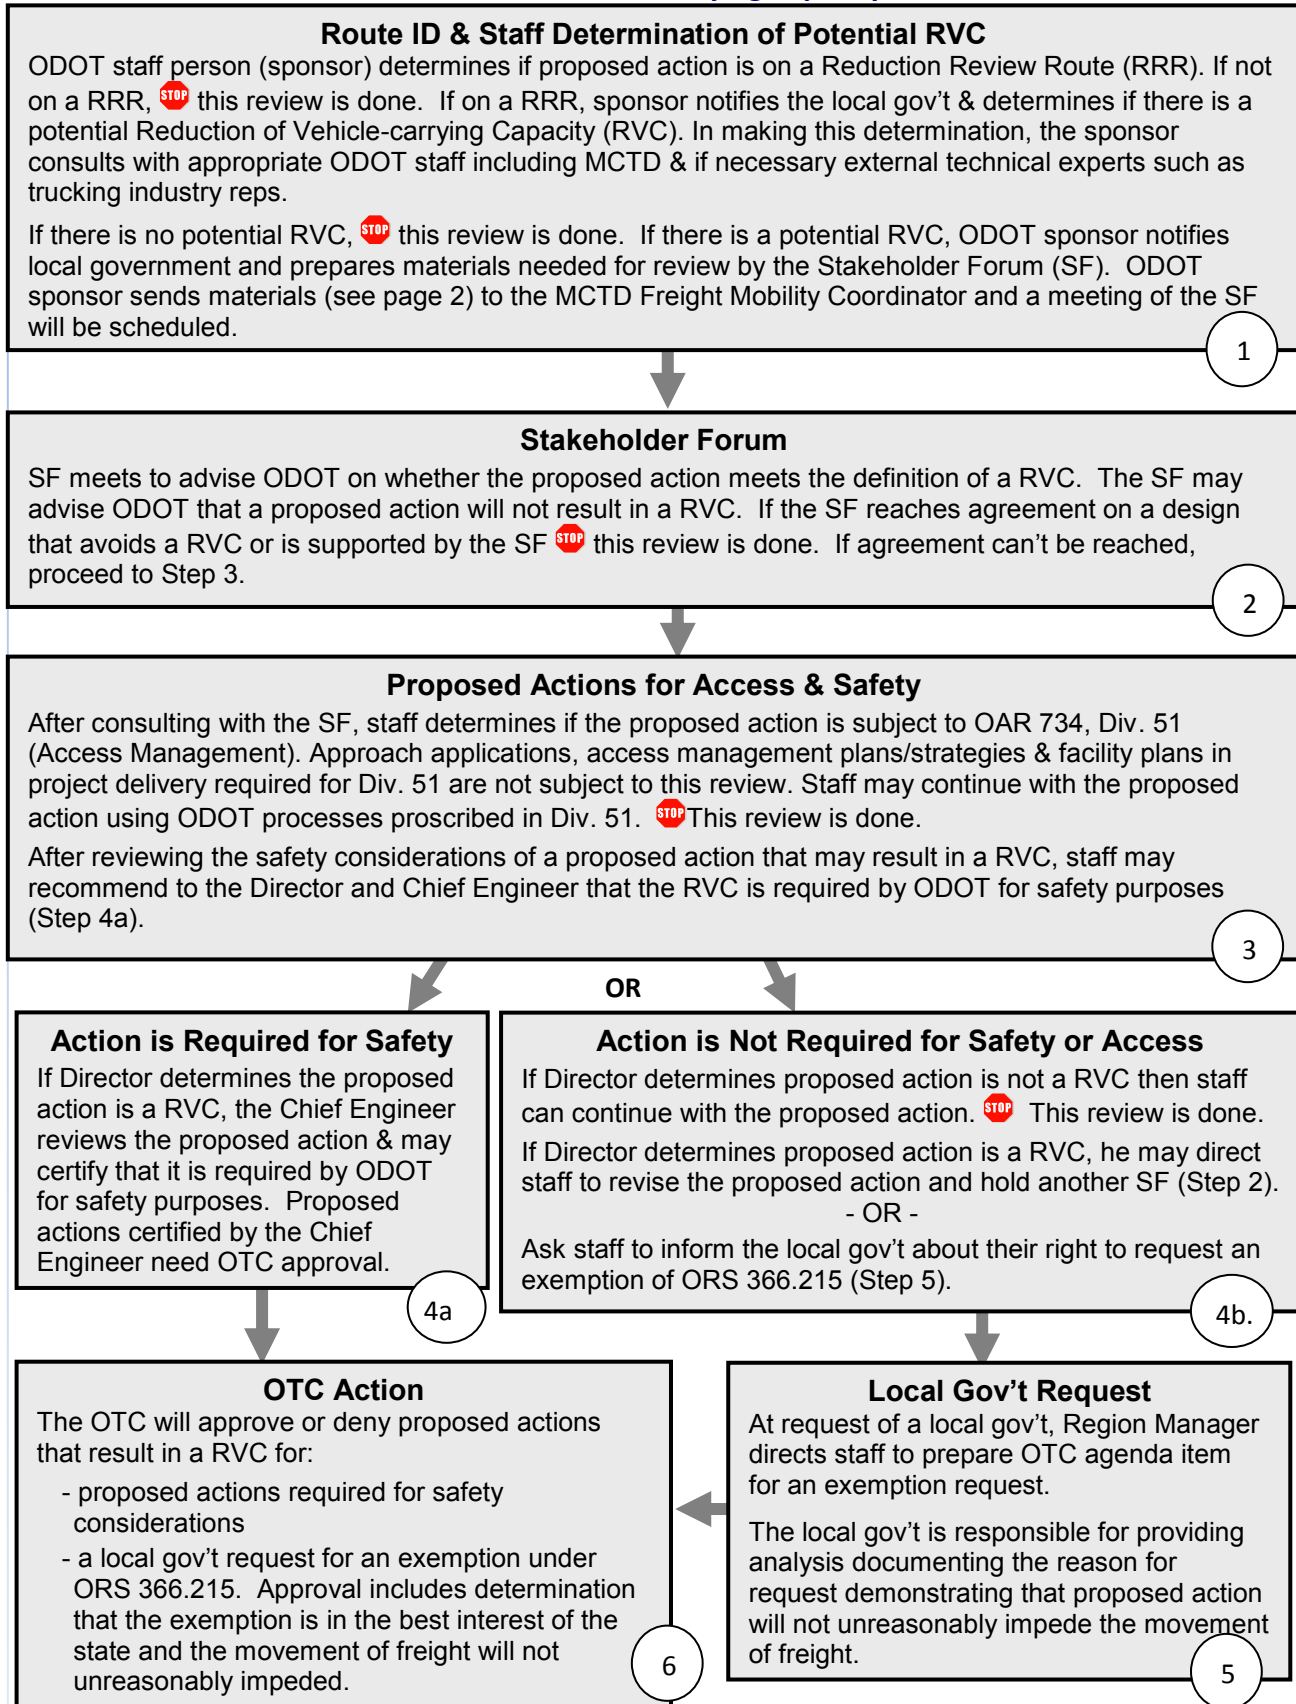 Route ID & Staff Determination of Potential RVC
ODOT staff person (sponsor) determines if proposed action is on a Reduction Review Route (RRR). If not
on a RRR, STOP this review is done. If on a RRR, sponsor notifies the local gov't & determines if there is a
potential Reduction of Vehicle-carrying Capacity (RVC). In making this determination, the sponsor
consults with appropriate ODOT staff including MCTD & if necessary external technical experts such as
trucking industry reps.
If there is no potential RVC, STOP this review is done. If there is a potential RVC, ODOT sponsor notifies
local government and prepares materials needed for review by the Stakeholder Forum (SF). ODOT
sponsor sends materials (see page 2) to the MCTD Freight Mobility Coordinator and a meeting of the SF
will be scheduled.
1
Stakeholder Forum
SF meets to advise ODOT on whether the proposed action meets the definition of a RVC. The SF may
advise ODOT that a proposed action will not result in a RVC. If the SF reaches agreement on a design
that avoids a RVC or is supported by the SF STOP this review is done. If agreement can't be reached,
proceed to Step 3.
2
Proposed Actions for Access & Safety
After consulting with the SF, staff determines if the proposed action is subject to OAR 734, Div. 51
(Access Management). Approach applications, access management plans/strategies & facility plans in
project delivery required for Div. 51 are not subject to this review. Staff may continue with the proposed
action using ODOT processes proscribed in Div. 51. STOP This review is done.
After reviewing the safety considerations of a proposed action that may result in a RVC, staff may
recommend to the Director and Chief Engineer that the RVC is required by ODOT for safety purposes
(Step 4a).
3
OR
Action is Required for Safety
If Director determines the proposed
action is a RVC, the Chief Engineer
reviews the proposed action & may
certify that it is required by ODOT
for safety purposes. Proposed
actions certified by the Chief
Engineer need OTC approval.
4a
Action is Not Required for Safety or Access
If Director determines proposed action is not a RVC then staff
can continue with the proposed action. STOP This review is done.
If Director determines proposed action is a RVC, he may direct
staff to revise the proposed action and hold another SF (Step 2).
- OR -
Ask staff to inform the local gov't about their right to request an
exemption of ORS 366.215 (Step 5).
4b.
OTC Action
The OTC will approve or deny proposed actions
that result in a RVC for:
- proposed actions required for safety
considerations
- a local gov't request for an exemption under
ORS 366.215. Approval includes determination
that the exemption is in the best interest of the
state and the movement of freight will not
unreasonably impeded.
6
Local Gov't Request
At request of a local gov't, Region Manager
directs staff to prepare OTC agenda item
for an exemption request.
The local gov't is responsible for providing
analysis documenting the reason for
request demonstrating that proposed action
will not unreasonably impede the movement
of freight.
5